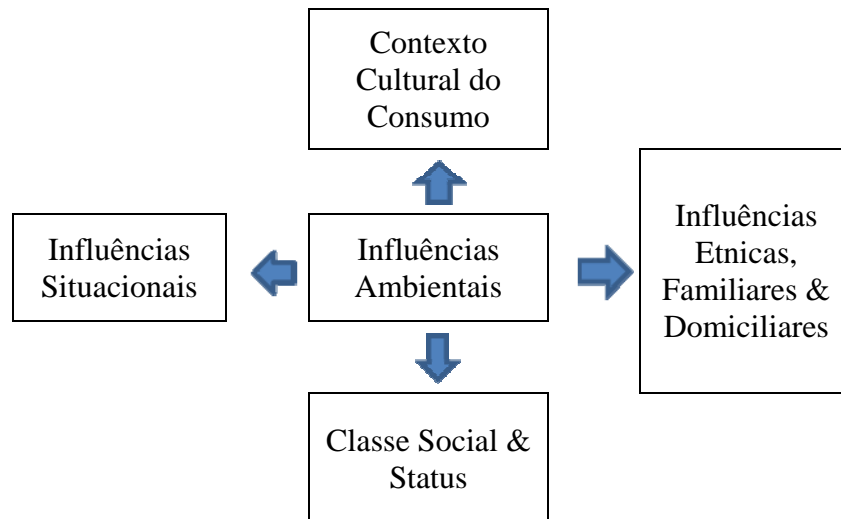 Contexto
Cultural do
Consumo
Influências
Situacionais
Influências
Ambientais
Influências
Etnicas,
Familiares &
Domiciliares
Classe Social &
Status